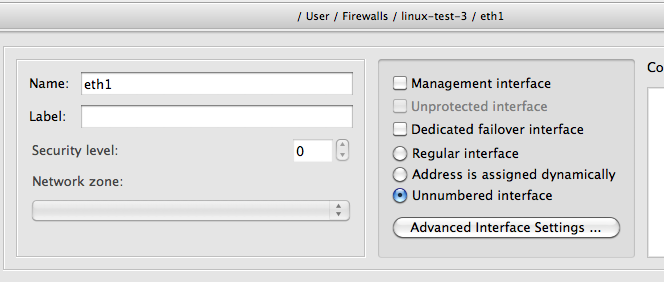 / User / Firewalls / linux-test-3 / eth1
Name: eth1
Label:
Security level: 0
Network zone:
Management interface
Unprotected interface
Dedicated failover interface
Regular interface
Address is assigned dynamically
Unnumbered interface
Advanced Interface Settings ...
Co